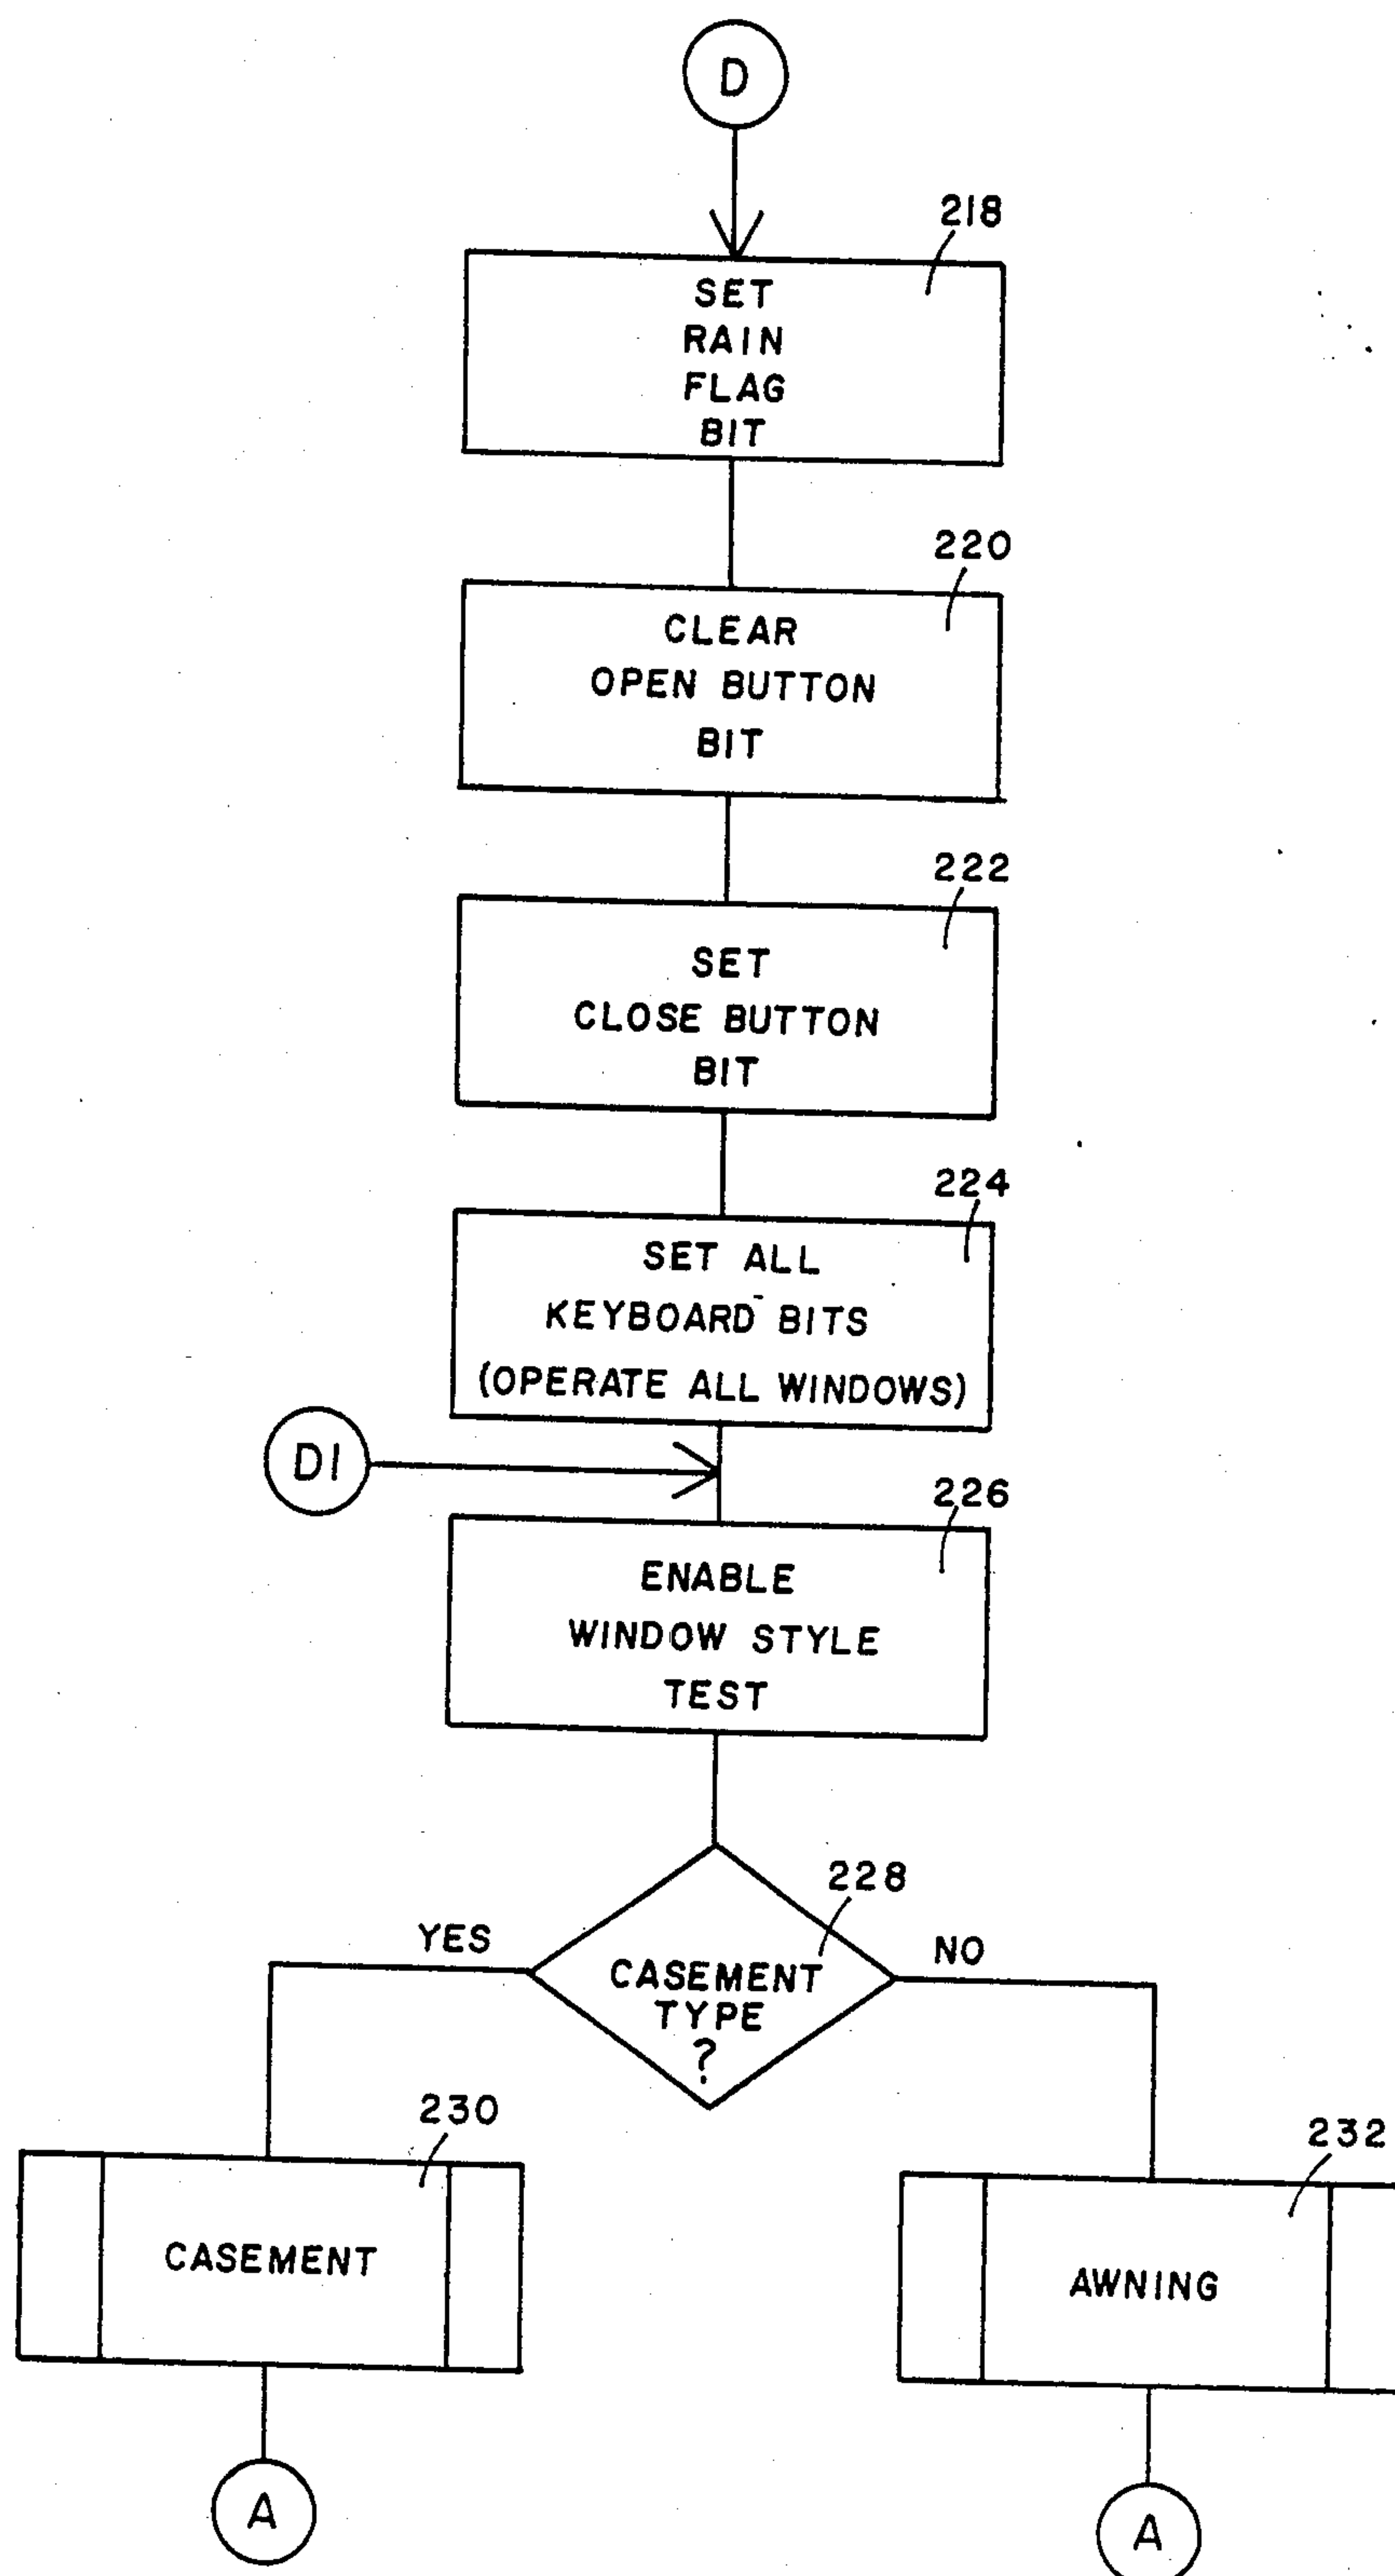 D
218
SET
RAIN
FLAG
BIT
220
CLEAR
OPEN BUTTON
BIT
222
SET
CLOSE BUTTON
BIT
224
SET ALL
KEYBOARD BITS
(OPERATE ALL WINDOWS)
D1
226
ENABLE
WINDOW STYLE
TEST
228
YES
NO
CASEMENT
TYPE
?
230
232
CASEMENT
AWNING
A
A